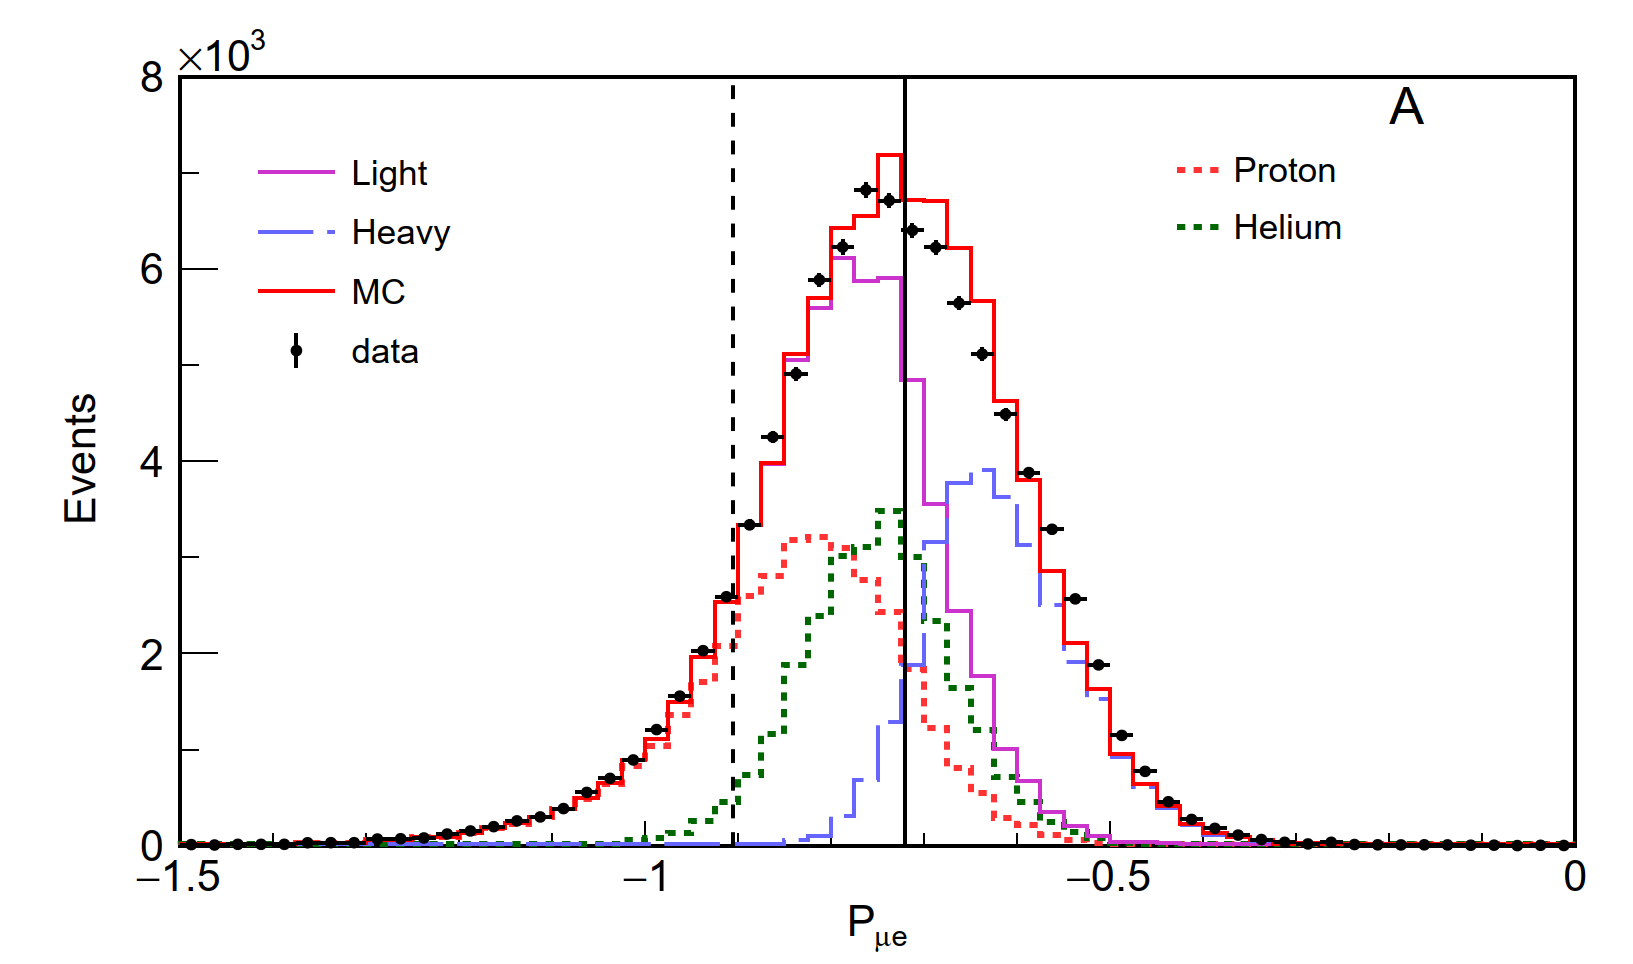 ×10³
8
6
4
2
0
Events
Light
Heavy
MC
data
A
Proton
Helium
−1.5
−1
−0.5
0
Pμe